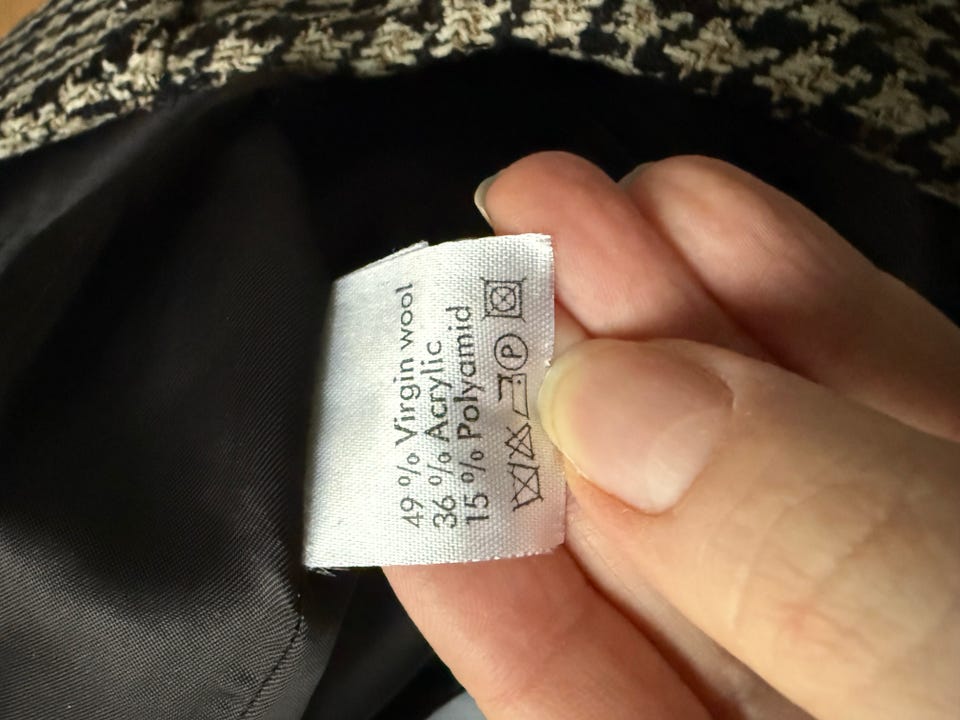 49 % Virgin wool
36 % Acrylic
15 % Polyamid
P